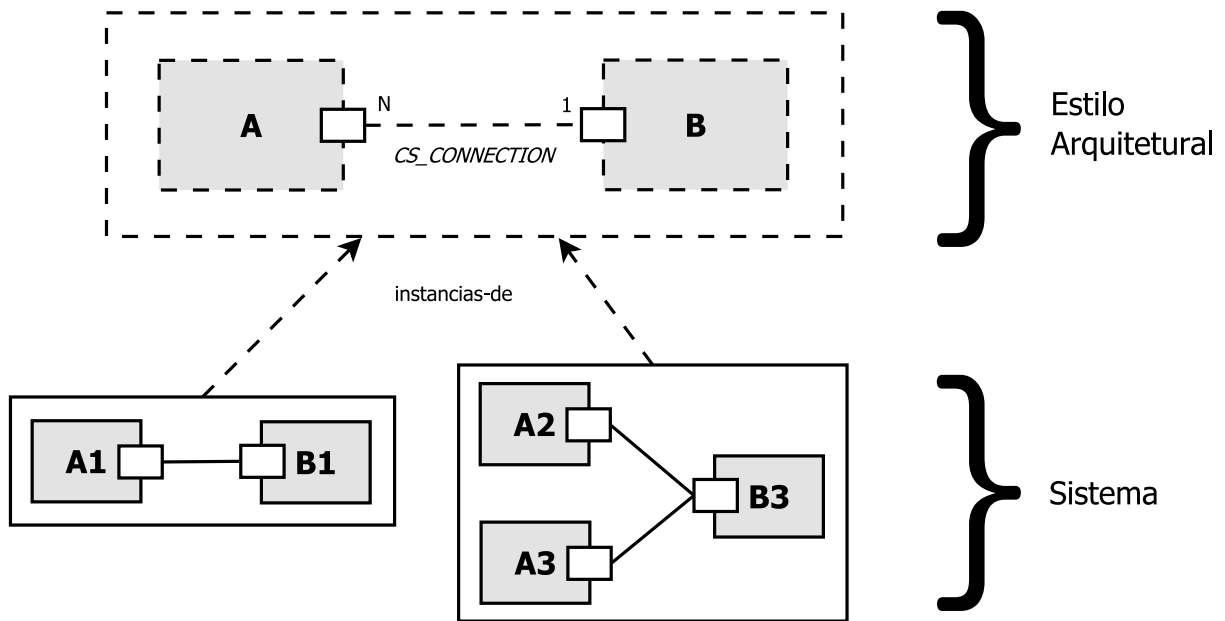 A
N
1
B
CS_CONNECTION
Estilo
Arquitetural
instancias-de
A1
B1
A2
A3
B3
Sistema